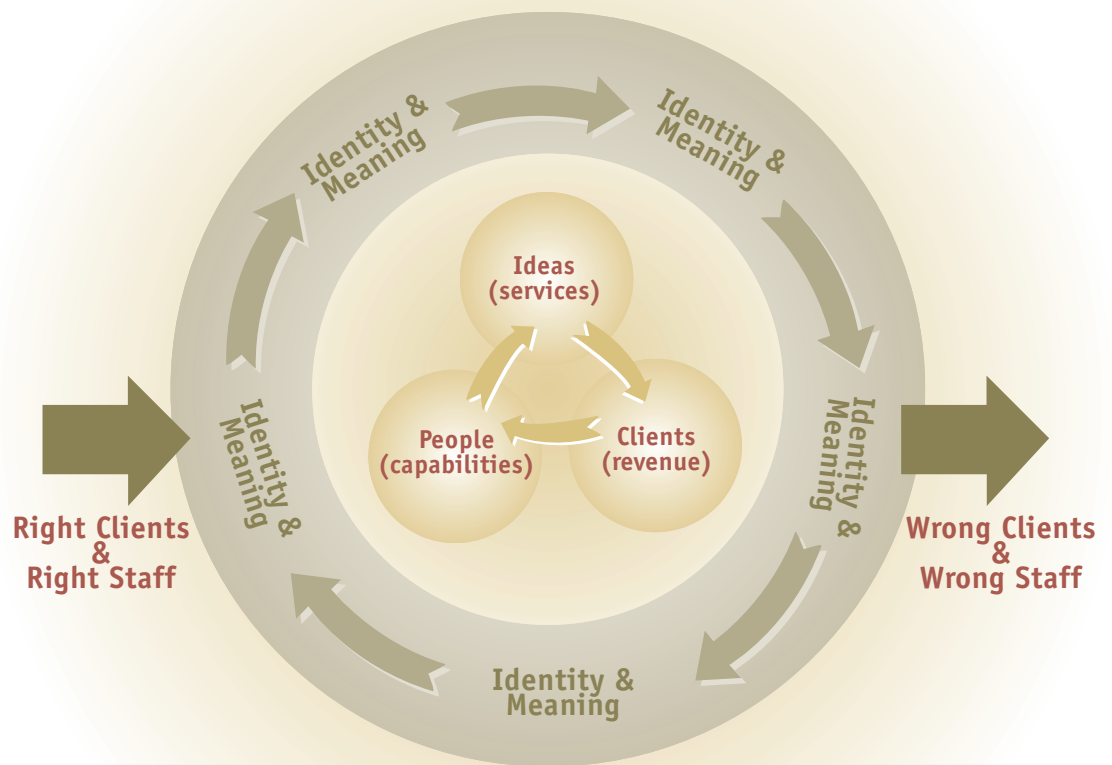 Identity &
Meaning
Identity &
Meaning
Ideas
(services)
People
(capabilities)
Clients
(revenue)
Identity &
Meaning
Identity &
Meaning
Right Clients
&
Right Staff
Wrong Clients
&
Wrong Staff
Identity &
Meaning